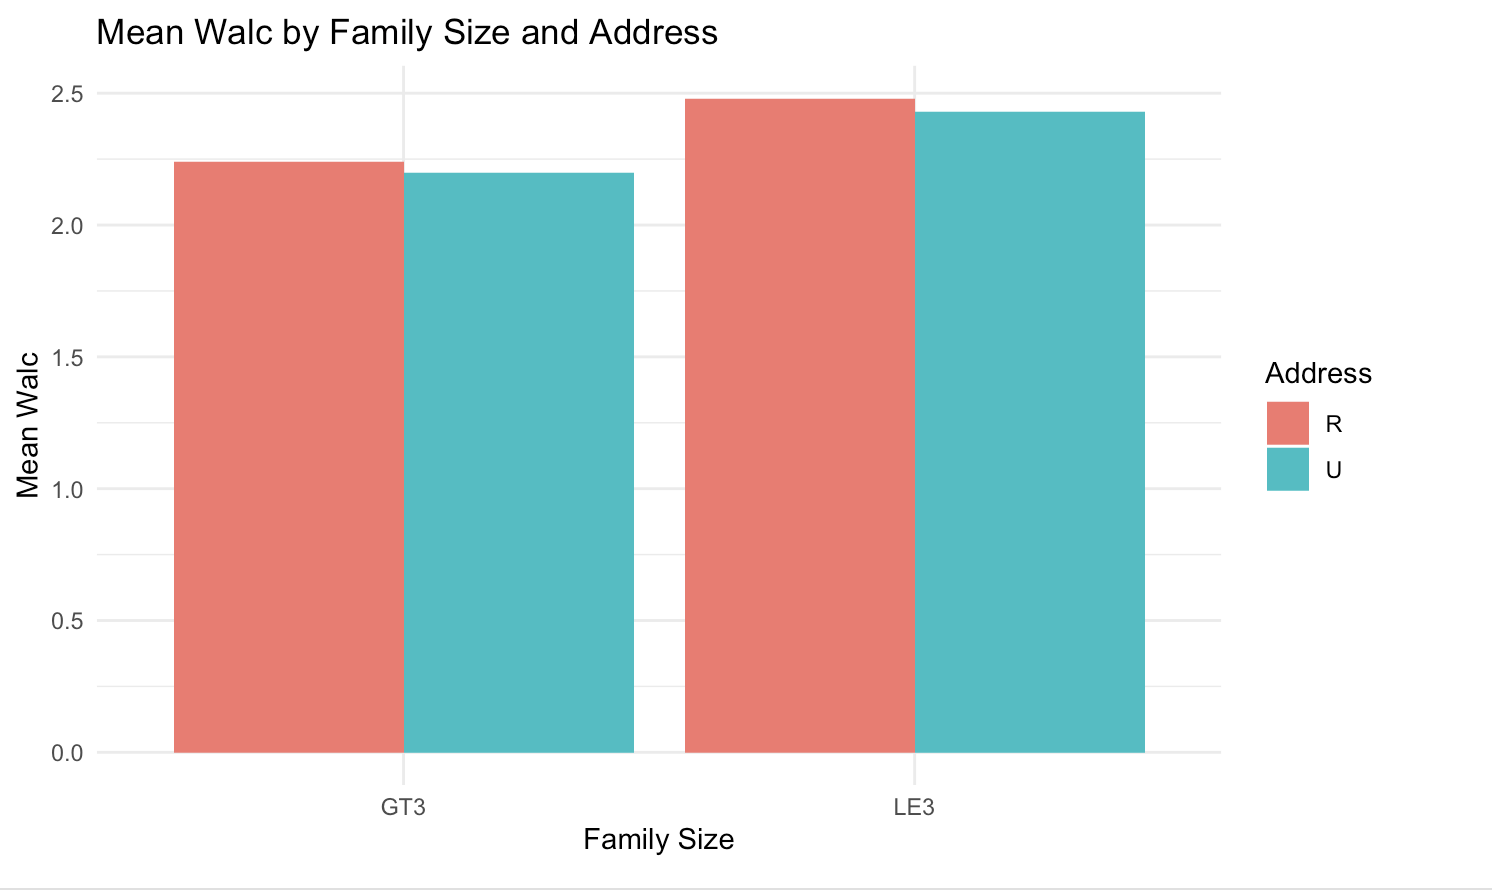 Mean Walc by Family Size and Address
2.5
2.0
1.5
1.0
0.5
0.0
Mean Walc
GT3
LE3
Family Size
Address
R
U